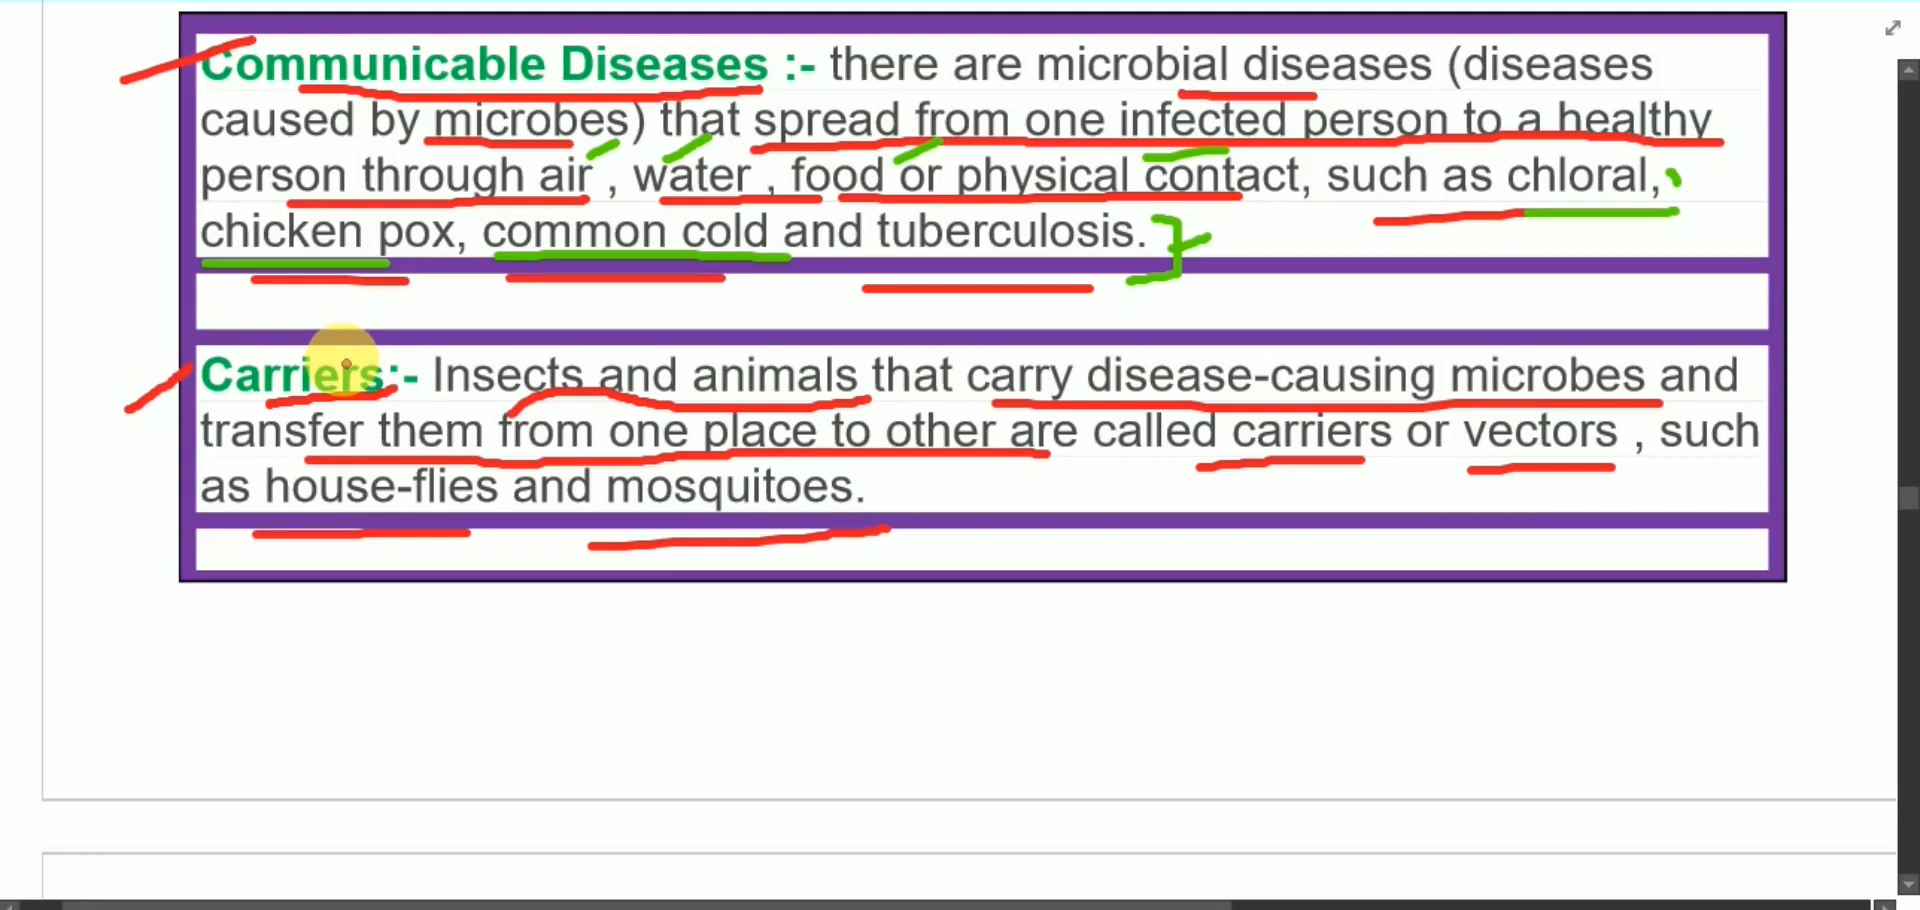 Communicable Diseases :- there are microbial diseases (diseases
caused by microbes) that spread from one infected person to a healthy
person through air , water , food or physical contact, such as chloral,
chicken pox, common cold and tuberculosis.
Carriers:- Insects and animals that carry disease-causing microbes and
transfer them from one place to other are called carriers or vectors , such
as house-flies and mosquitoes.